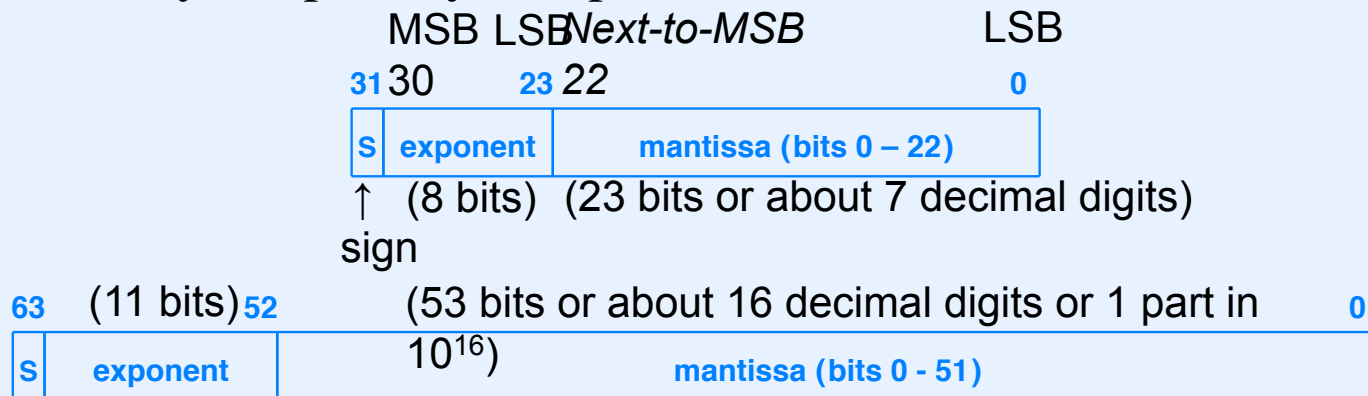 MSB LSB Next-to-MSB LSB
31 30 23 22 0
S exponent mantissa (bits 0 – 22)
↑ (8 bits) (23 bits or about 7 decimal digits)
sign
63 (11 bits) 52 (53 bits or about 16 decimal digits or 1 part in 0
10¹⁶)
S exponent mantissa (bits 0 - 51)